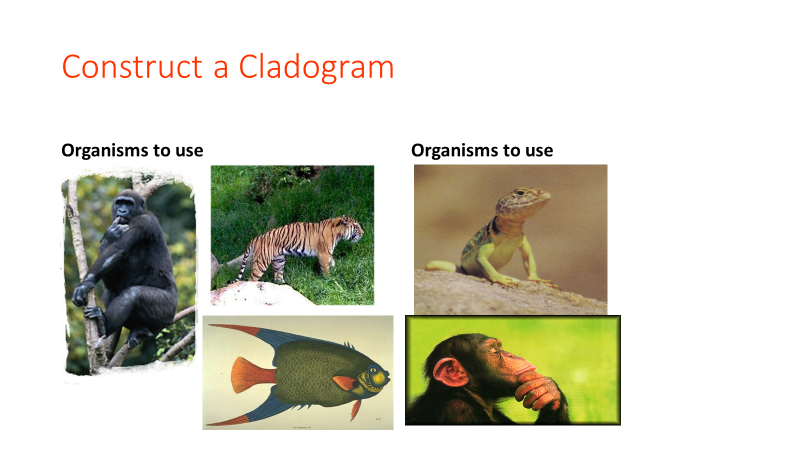 Construct a Cladogram
Organisms to use
Organisms to use